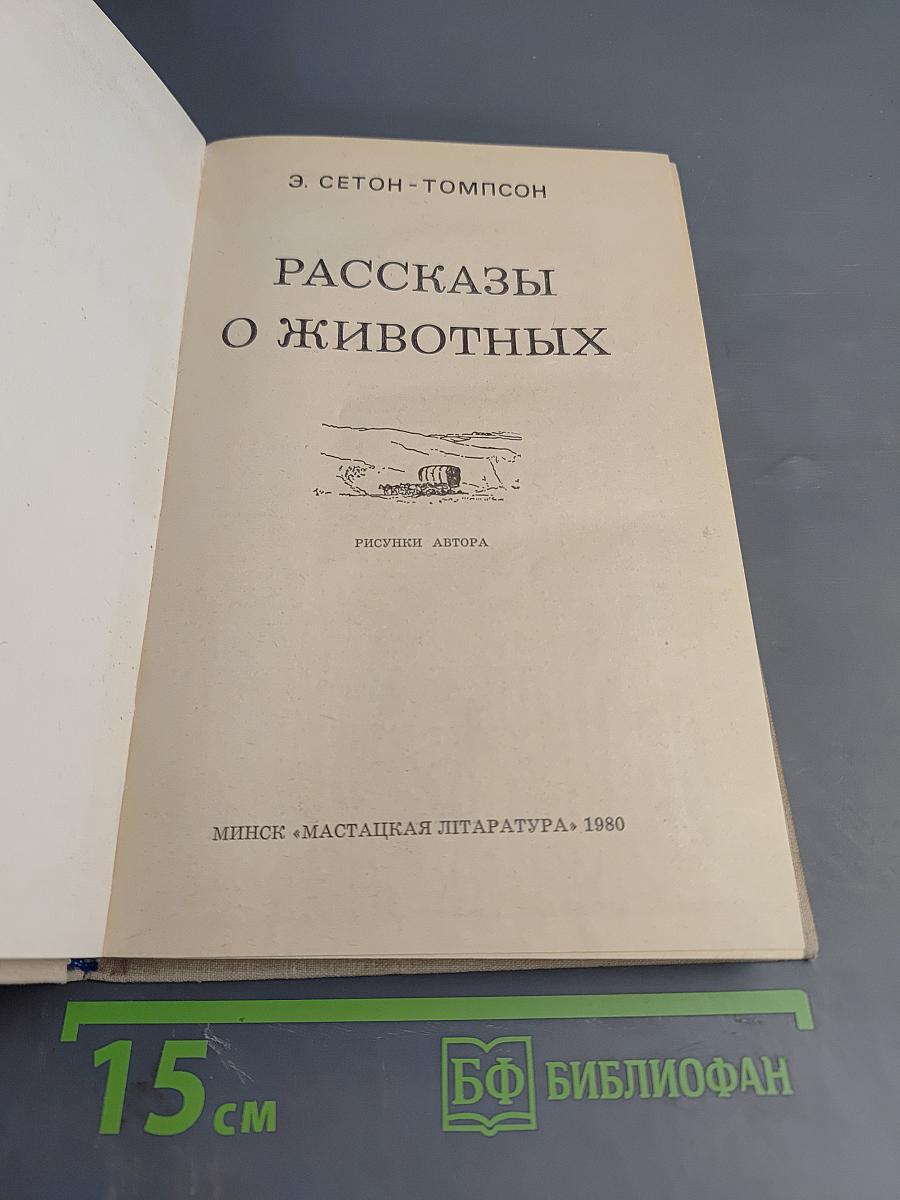 Э. СЕТОН-ТОМПСОН
РАССКАЗЫ
О ЖИВОТНЫХ
РИСУНКИ АВТОРА
МИНСК «МАСТАЦКАЯ ЛІТАРАТУРА» 1980
15 см
БФ БИБЛИОФАН